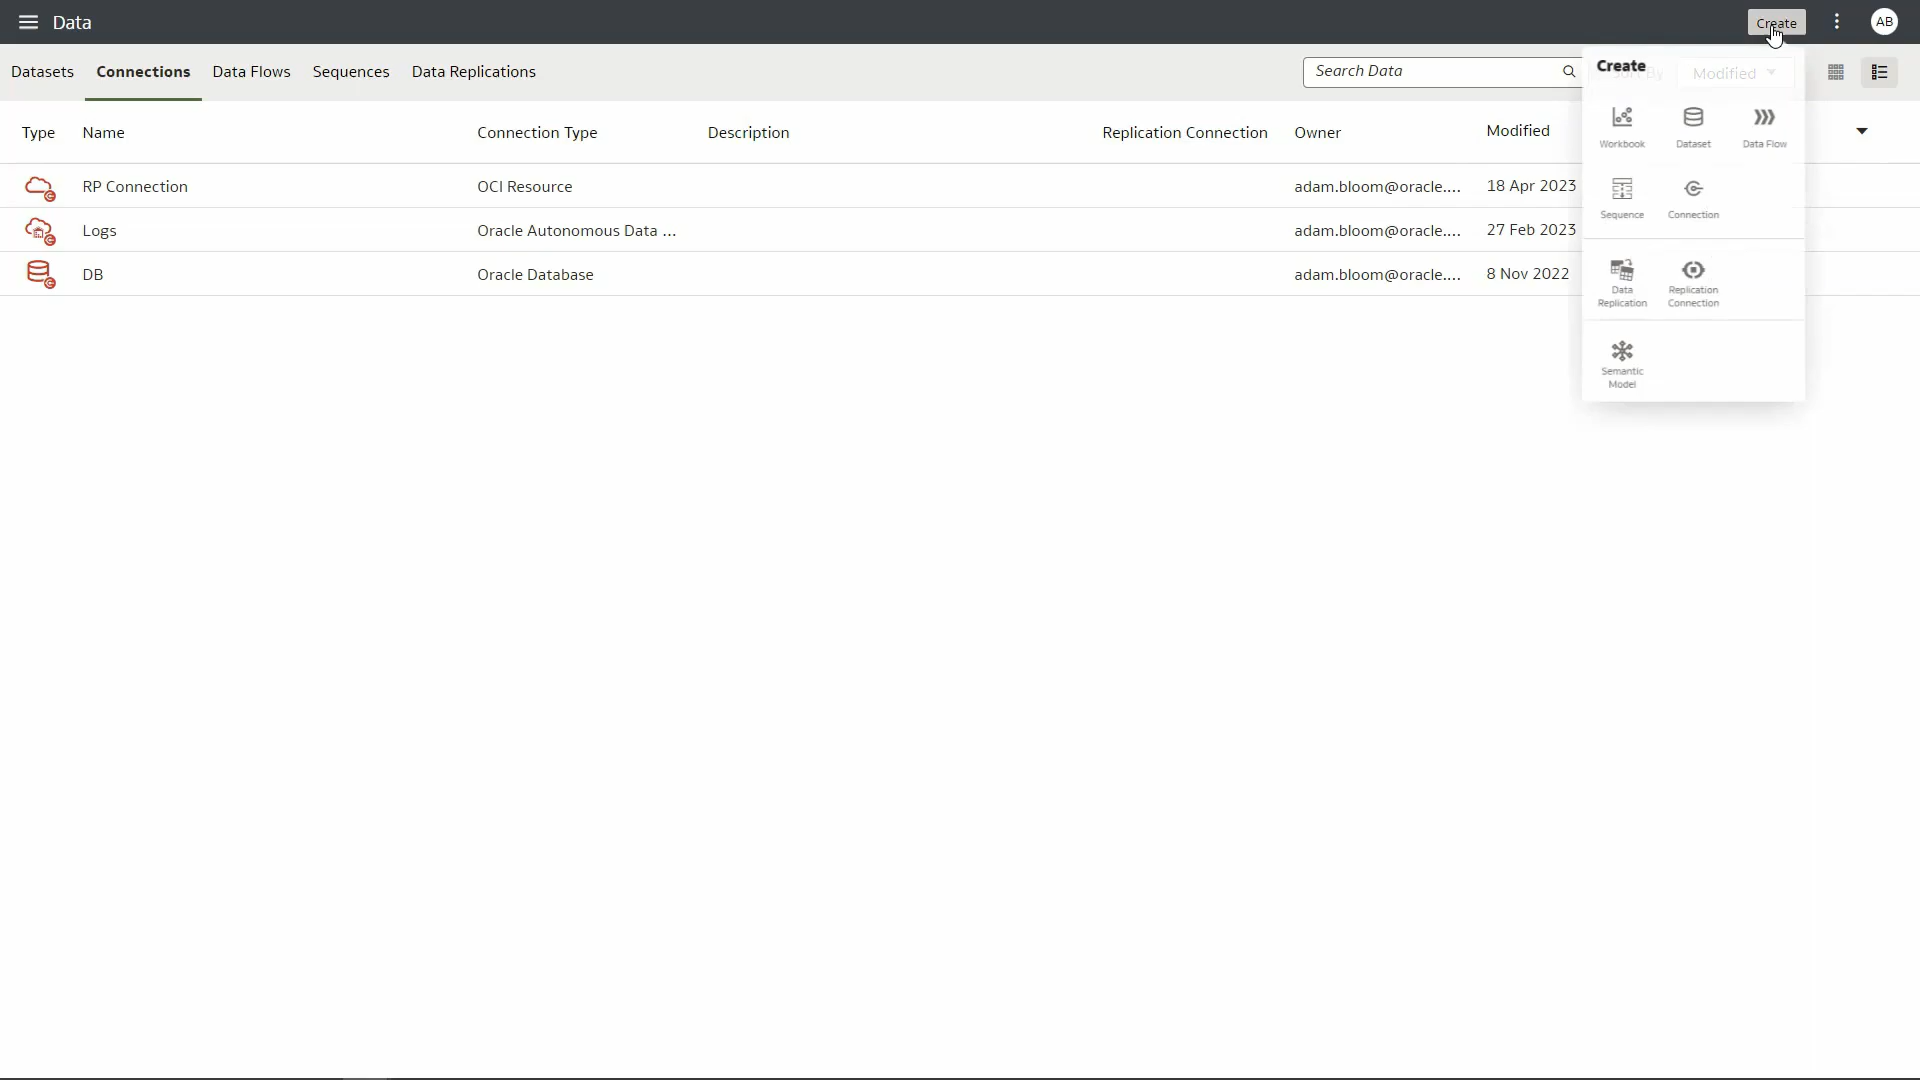 Data
Create
AB
Datasets
Connections
Data Flows
Sequences
Data Replications
Search Data
Create
Sort By
Modified
Type
Name
Connection Type
Description
Replication Connection
Owner
Modified
RP Connection
OCI Resource
adam.bloom@oracle....
18 Apr 2023
Logs
Oracle Autonomous Data ...
adam.bloom@oracle....
27 Feb 2023
DB
Oracle Database
adam.bloom@oracle....
8 Nov 2022
Workbook
Dataset
Data Flow
Sequence
Connection
Data
Replication
Replication
Connection
Semantic
Model